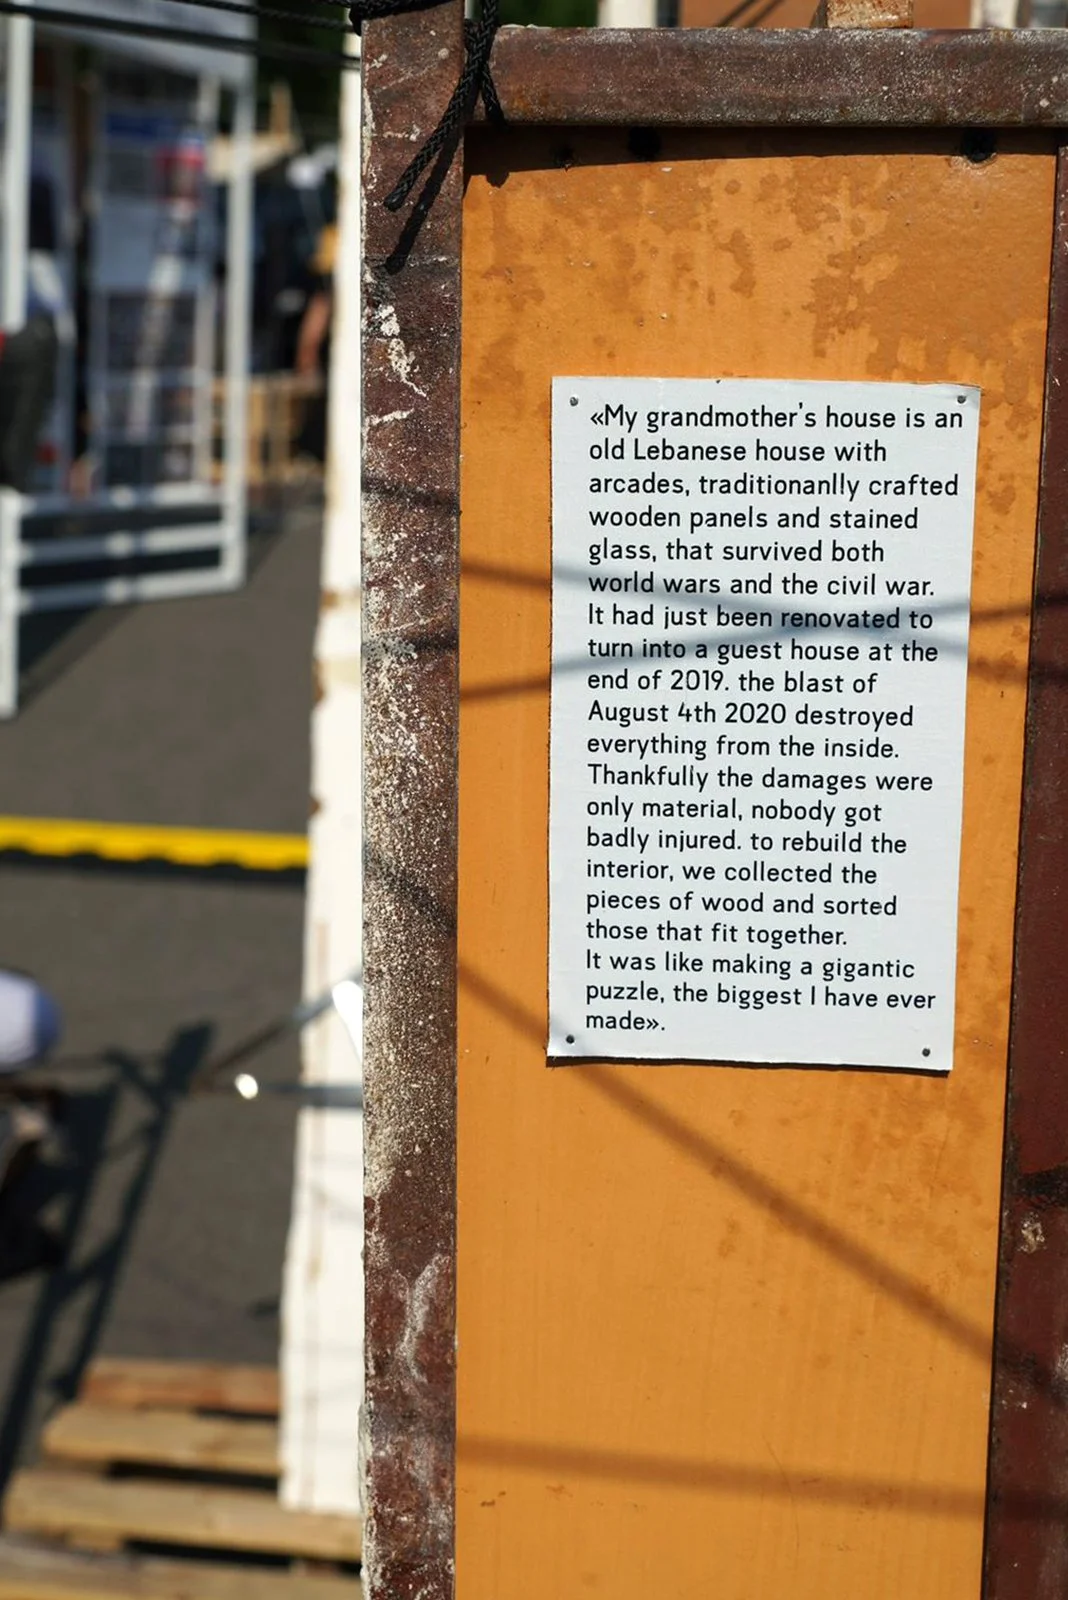 «My grandmother's house is an
old Lebanese house with
arcades, traditionanlly crafted
wooden panels and stained
glass, that survived both
world wars and the civil war.
It had just been renovated to
turn into a guest house at the
end of 2019. the blast of
August 4th 2020 destroyed
everything from the inside.
Thankfully the damages were
only material, nobody got
badly injured. to rebuild the
interior, we collected the
pieces of wood and sorted
those that fit together.
It was like making a gigantic
puzzle, the biggest I have ever
made».